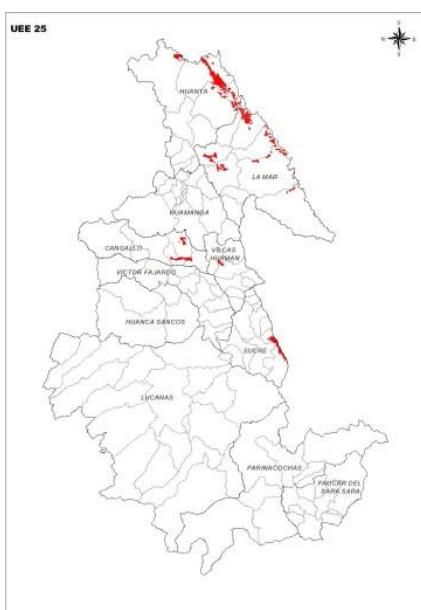 UEE 25
N
W
E
S
HUANTA
LA MAR
HUAMANGA
CANGALLO
VILCAS
HUAMAN
VICTOR FAJARDO
HUANCA SANCOS
SUCRE
LUCANAS
PARINACOCHAS
PAUCAR DEL
SARA SARA